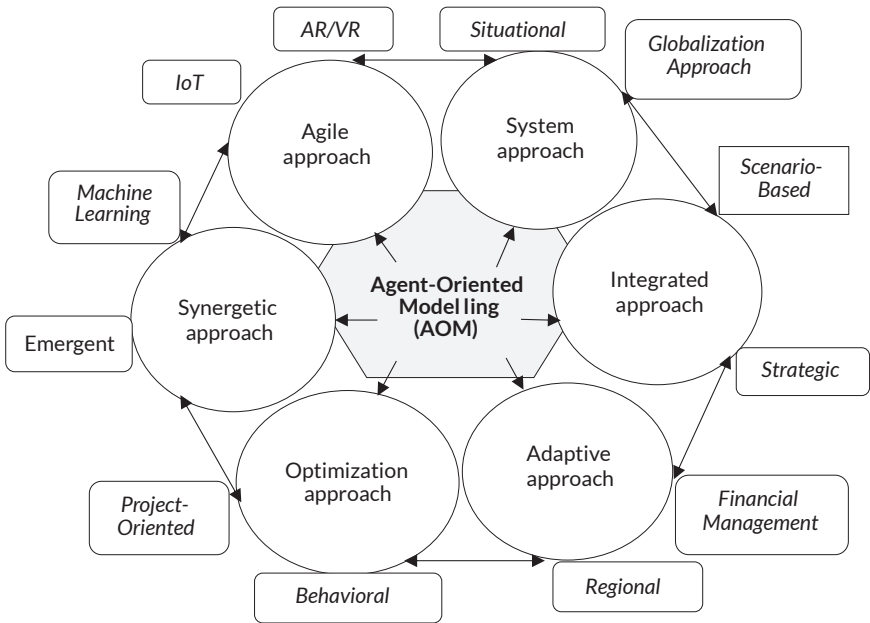 AR/VR
Situational
Globalization
Approach
IoT
Agile
approach
System
approach
Scenario-
Based
Machine
Learning
Agent-Oriented
Model ling
(AOM)
Integrated
approach
Synergetic
approach
Emergent
Strategic
Optimization
approach
Adaptive
approach
Project-
Oriented
Financial
Management
Behavioral
Regional